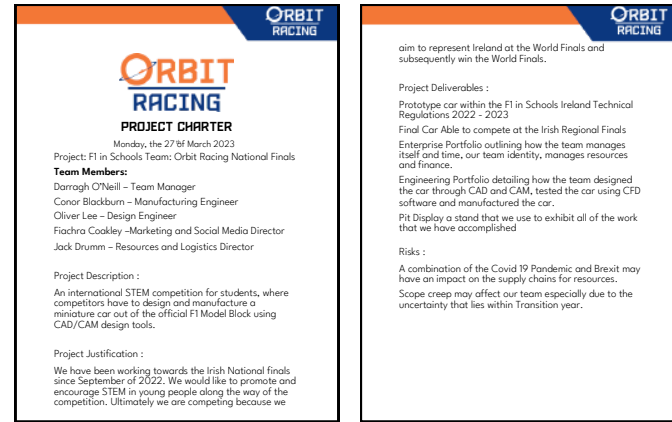 ORBIT
RACING
ORBIT
RACING
PROJECT CHARTER
Monday, the 27th of March 2023
Project: F1 in Schools Team: Orbit Racing National Finals
Team Members:
Darragh O'Neill – Team Manager
Conor Blackburn – Manufacturing Engineer
Oliver Lee – Design Engineer
Fiachra Coakley –Marketing and Social Media Director
Jack Drumm – Resources and Logistics Director
Project Description :
An international STEM competition for students, where
competitors have to design and manufacture a
miniature car out of the official F1 Model Block using
CAD/CAM design tools.
Project Justification :
We have been working towards the Irish National finals
since September of 2022. We would like to promote and
encourage STEM in young people along the way of the
competition. Ultimately we are competing because we
ORBIT
RACING
aim to represent Ireland at the World Finals and
subsequently win the World Finals.
Project Deliverables :
Prototype car within the F1 in Schools Ireland Technical
Regulations 2022 - 2023
Final Car Able to compete at the Irish Regional Finals
Enterprise Portfolio outlining how the team manages
itself and time, our team identity, manages resources
and finance.
Engineering Portfolio detailing how the team designed
the car through CAD and CAM, tested the car using CFD
software and manufactured the car.
Pit Display a stand that we use to exhibit all of the work
that we have accomplished
Risks :
A combination of the Covid 19 Pandemic and Brexit may
have an impact on the supply chains for resources.
Scope creep may affect our team especially due to the
uncertainty that lies within Transition year.